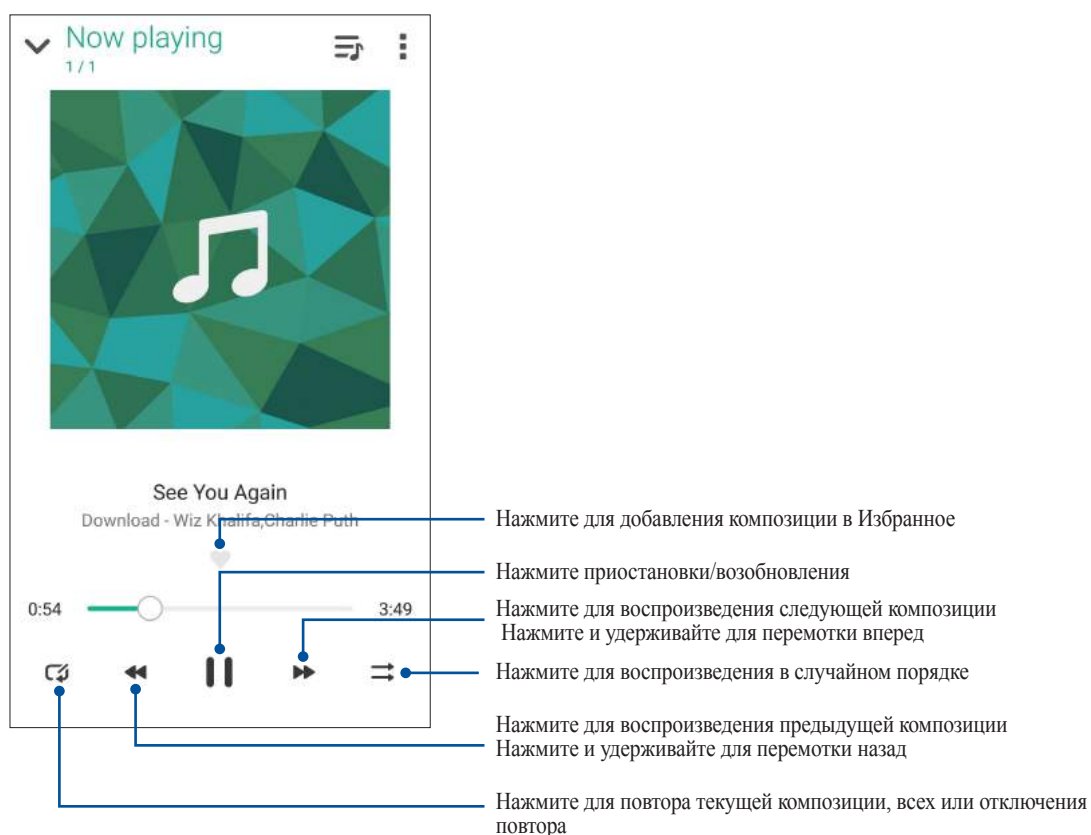 Now playing
1 / 1
See You Again
Download - Wiz Khalifa,Charlie Puth
Нажмите для добавления композиции в Избранное
Нажмите приостановки/возобновления
0:54
3:49
Нажмите для воспроизведения следующей композиции
Нажмите и удерживайте для перемотки вперед
Нажмите для воспроизведения в случайном порядке
Нажмите для воспроизведения предыдущей композиции
Нажмите и удерживайте для перемотки назад
Нажмите для повтора текущей композиции, всех или отключения
повтора